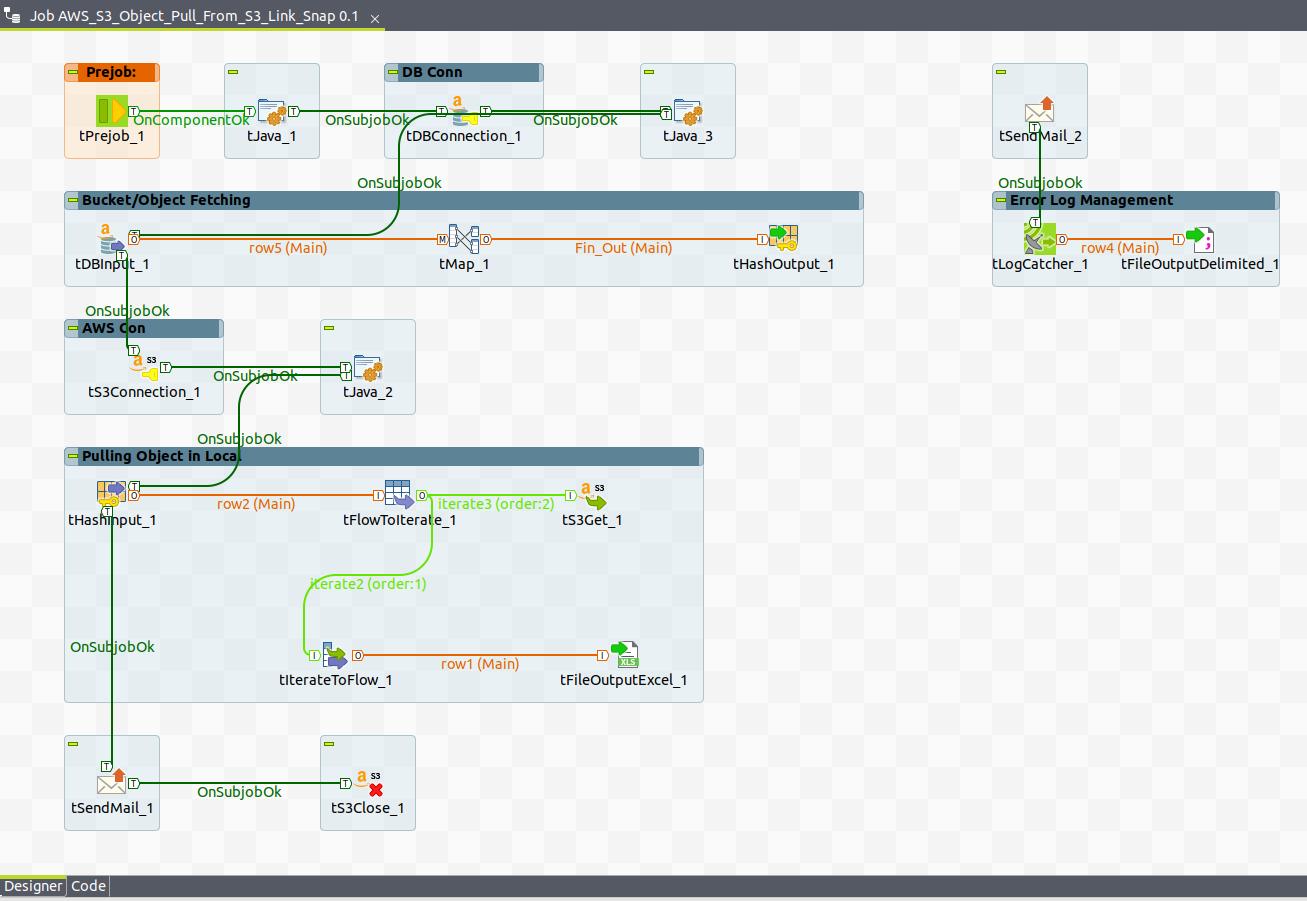 Job AWS_S3_Object_Pull_From_S3_Link_Snap 0.1
Prejob:
DB Conn
OnComponentOk
OnSubjobOk
OnSubjobOk
tPrejob_1
tJava_1
tDBConnection_1
tJava_3
tSendMail_2
OnSubjobOk
OnSubjobOk
Bucket/Object Fetching
Error Log Management
row5 (Main)
Fin_Out (Main)
row4 (Main)
tDBInput_1
tMap_1
tHashOutput_1
tLogCatcher_1
tFileOutputDelimited_1
OnSubjobOk
AWS Con
OnSubjobOk
tS3Connection_1
tJava_2
OnSubjobOk
Pulling Object in Local
row2 (Main)
iterate3 (order:2)
tHashInput_1
tFlowToIterate_1
tS3Get_1
iterate2 (order:1)
OnSubjobOk
row1 (Main)
tIterateToFlow_1
tFileOutputExcel_1
OnSubjobOk
tSendMail_1
tS3Close_1
Designer
Code